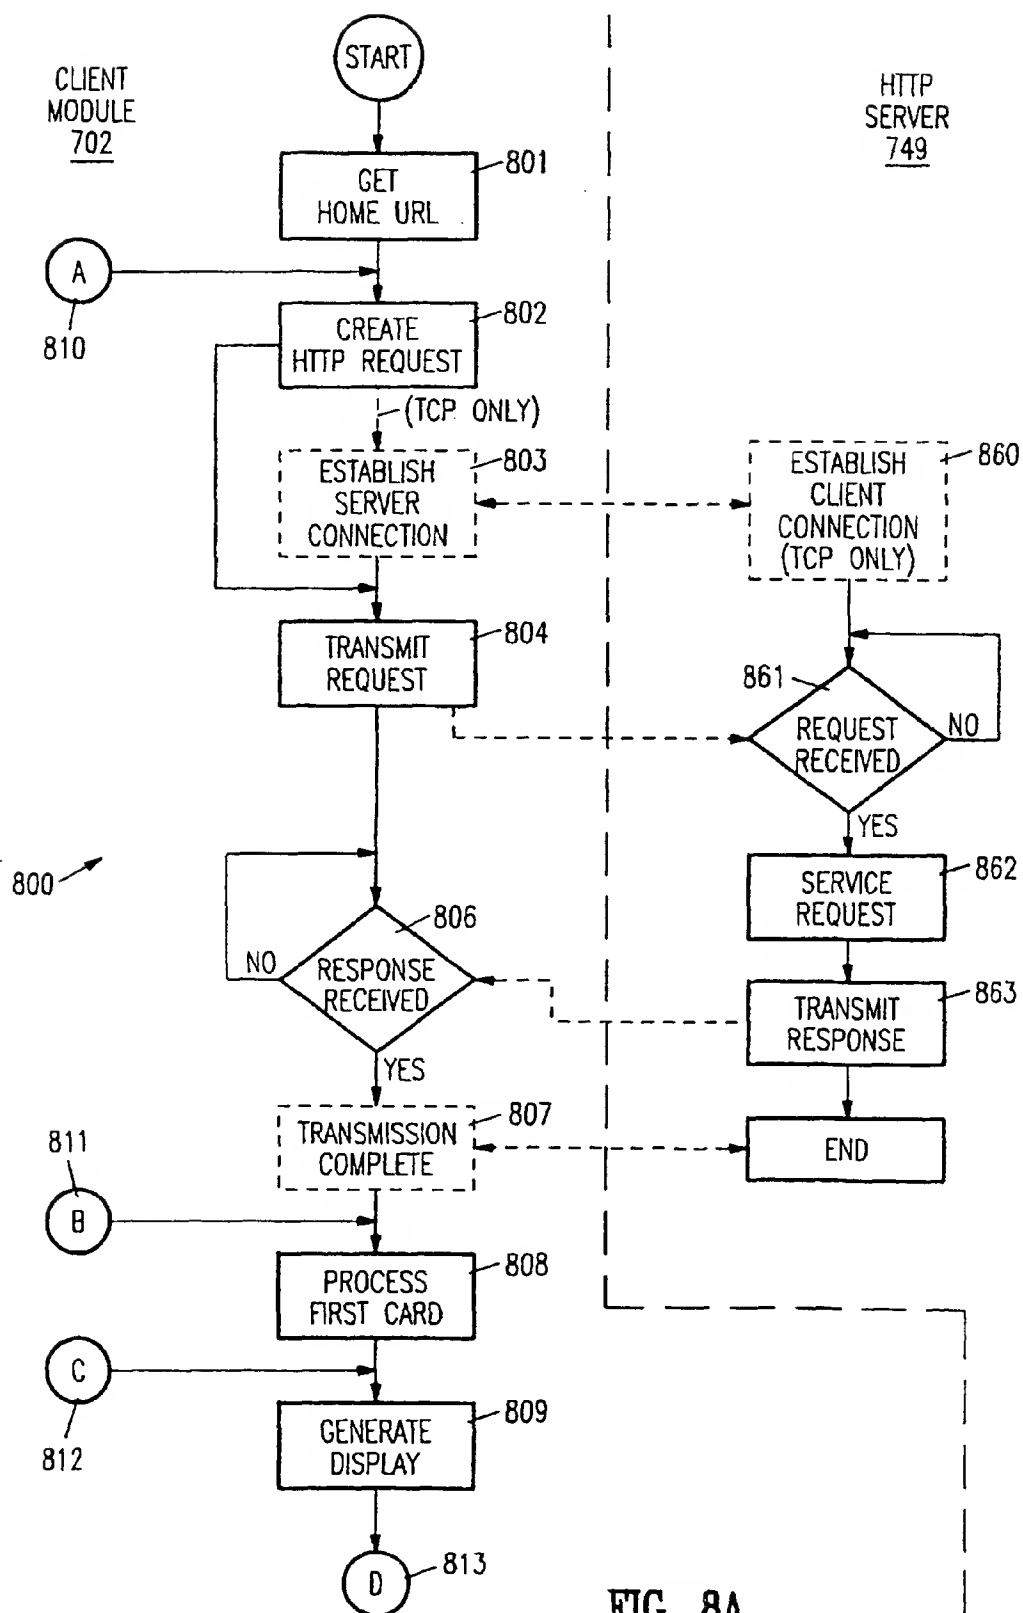 START
CLIENT
MODULE
702
HTTP
SERVER
749
801
GET
HOME URL
A
810
802
CREATE
HTTP REQUEST
(TCP ONLY)
803
ESTABLISH
SERVER
CONNECTION
860
ESTABLISH
CLIENT
CONNECTION
(TCP ONLY)
804
TRANSMIT
REQUEST
861
REQUEST
RECEIVED
NO
YES
800
806
RESPONSE
RECEIVED
NO
YES
862
SERVICE
REQUEST
863
TRANSMIT
RESPONSE
807
TRANSMISSION
COMPLETE
END
811
B
808
PROCESS
FIRST CARD
C
812
809
GENERATE
DISPLAY
D
813
FIG. 8A